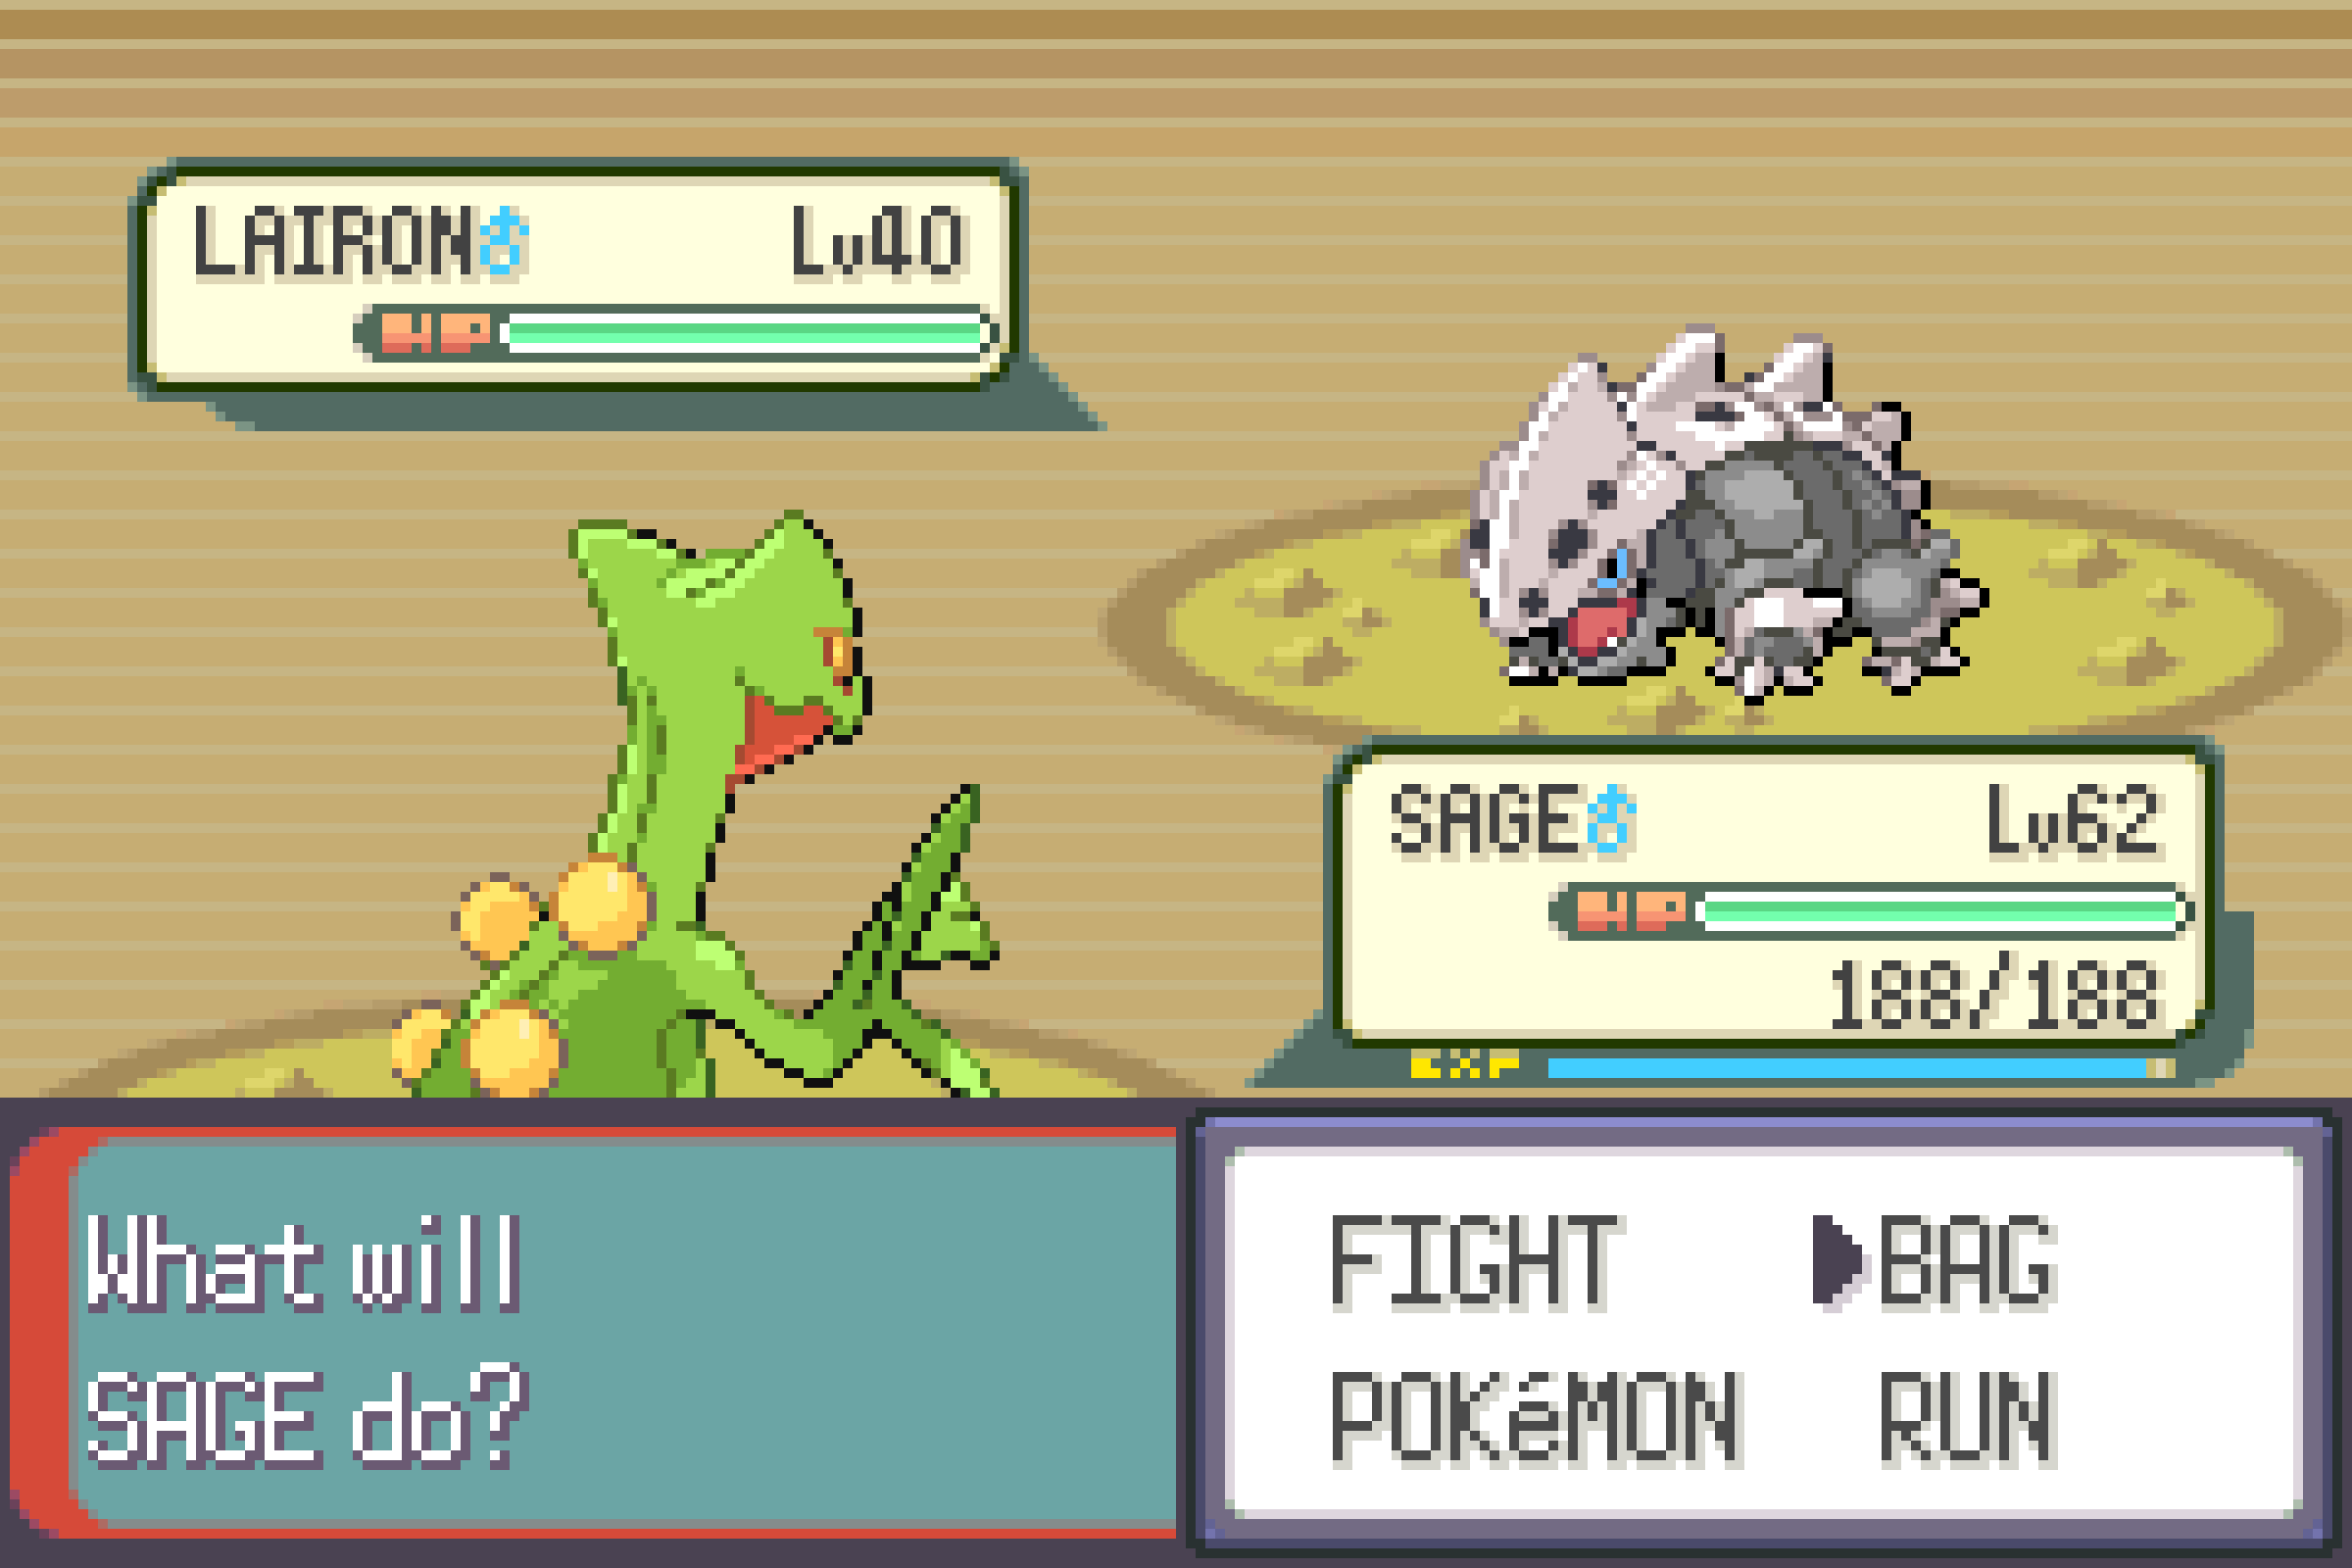 LAIRON♂ Lv40
HP
SAGE♂ Lv62
HP
188/188
EXP
What will
SAGE do?
FIGHT ▶BAG
POKéMON RUN